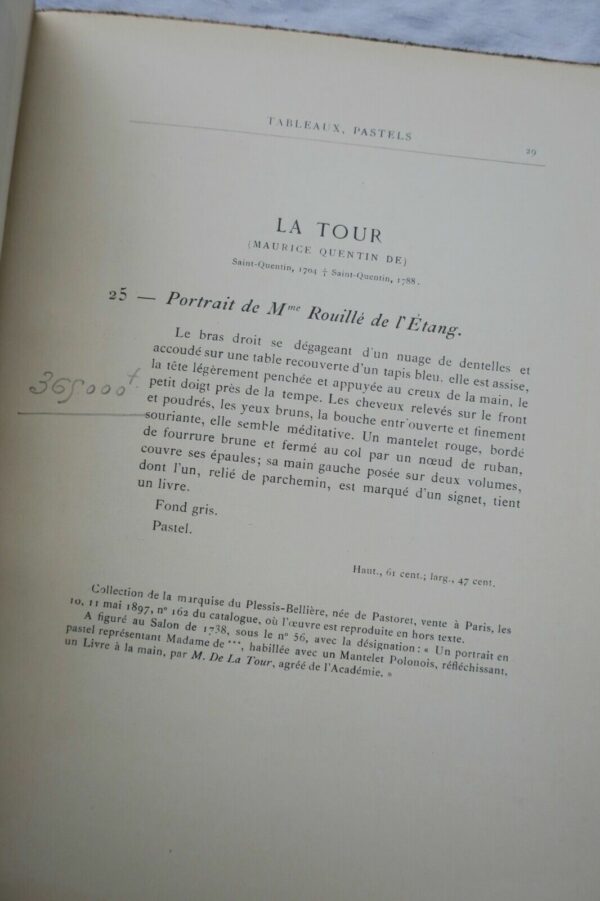 TABLEAUX, PASTELS
29
LA TOUR
(MAURICE QUENTIN DE)
Saint-Quentin, 1704 † Saint-Quentin, 1788.
25 — Portrait de Mme Rouillé de l'Étang.
Le bras droit se dégageant d'un nuage de dentelles et
accoudé sur une table recouverte d'un tapis bleu, elle est assise,
la tête légèrement penchée et appuyée au creux de la main, le
petit doigt près de la tempe. Les cheveux relevés sur le front
et poudrés, les yeux bruns, la bouche entr'ouverte et finement
souriante, elle semble méditative. Un mantelet rouge, bordé
de fourrure brune et fermé au col par un nœud de ruban,
couvre ses épaules; sa main gauche posée sur deux volumes,
dont l'un, relié de parchemin, est marqué d'un signet, tient
un livre.
365.000 +
Fond gris.
Pastel.
Haut., 61 cent.; larg., 47 cent.
Collection de la marquise du Plessis-Bellière, née de Pastoret, vente à Paris, les
10, 11 mai 1897, n° 162 du catalogue, où l'œuvre est reproduite en hors texte.
A figuré au Salon de 1738, sous le n° 56, avec la désignation: « Un portrait en
pastel représentant Madame de ***, habillée avec un Mantelet Polonois, réfléchissant,
un Livre à la main, par M. De La Tour, agréé de l'Académie. »